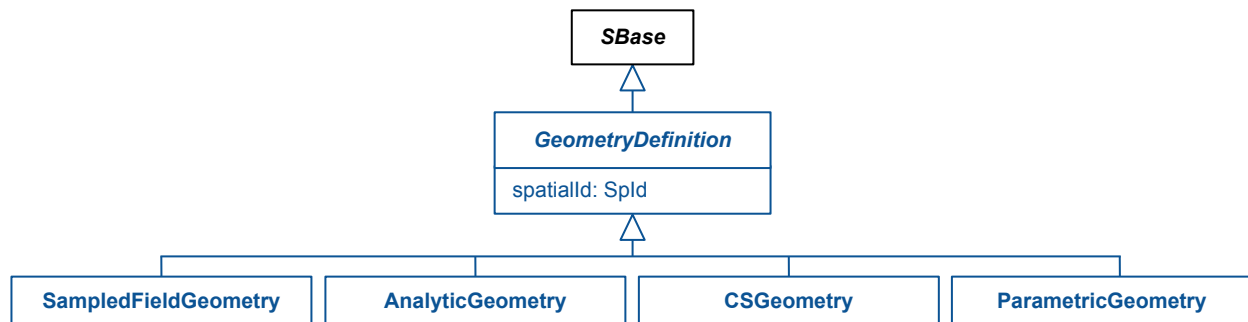 SBase
GeometryDefinition
spatialId: SpId
SampledFieldGeometry
AnalyticGeometry
CSGeometry
ParametricGeometry